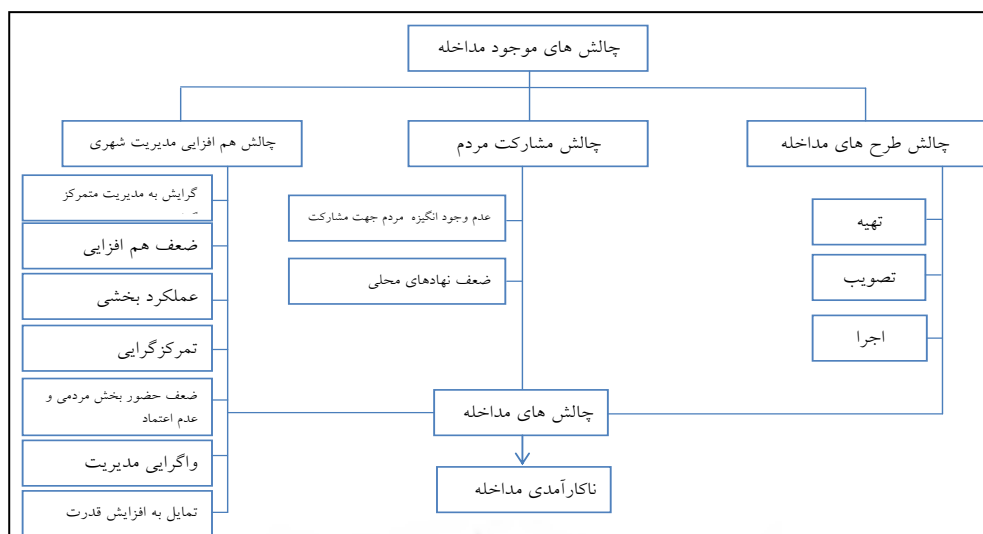 چالش های موجود مداخله
چالش طرح های مداخله
چالش مشارکت مردم
چالش هم افزایی مدیریت شهری
تهیه
تصویب
اجرا
عدم وجود انگیزه مردم جهت مشارکت
ضعف نهادهای محلی
گرایش به مدیریت متمرکز
ضعف هم افزایی
عملکرد بخشی
تمرکزگرایی
ضعف حضور بخش مردمی و
عدم اعتماد
واگرایی مدیریت
تمایل به افزایش قدرت
چالش های مداخله
ناکارآمدی مداخله